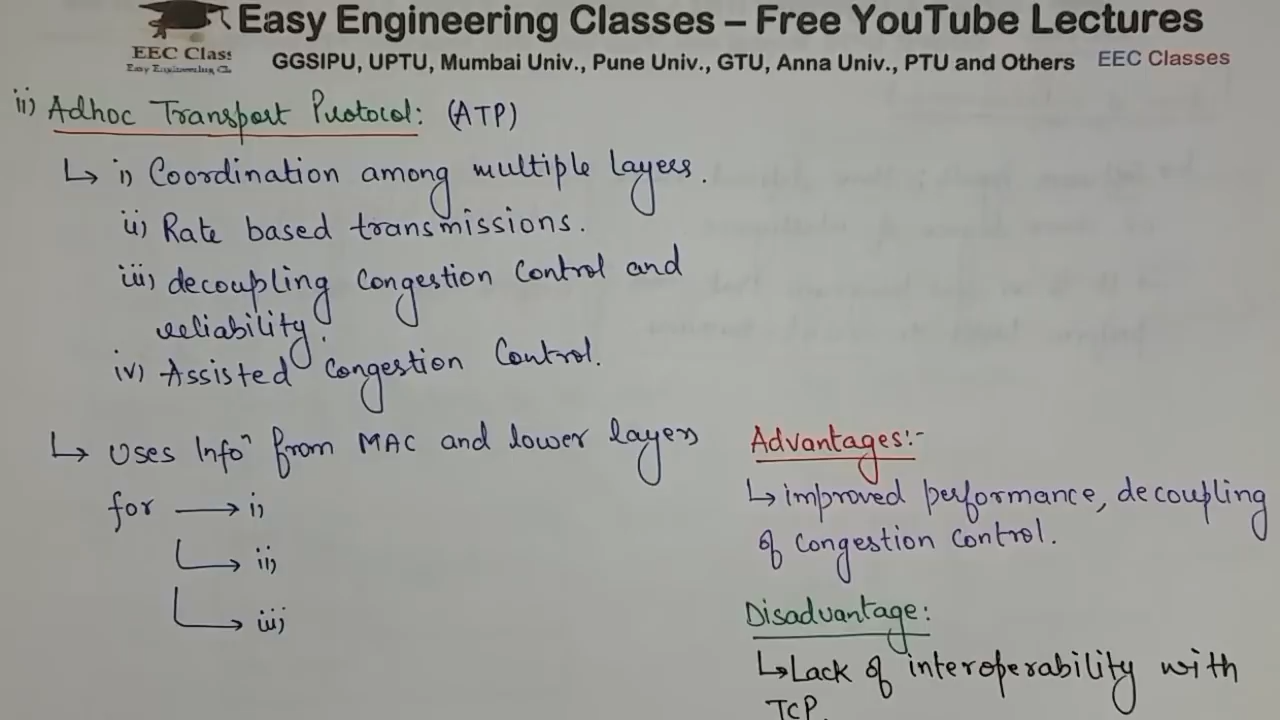 Easy Engineering Classes – Free YouTube Lectures
EEC Class
GGSIPU, UPTU, Mumbai Univ., Pune Univ., GTU, Anna Univ., PTU and Others
EEC Classes
ii) Adhoc Transport Protocol: (ATP)
↳ i) Coordination among multiple layers.
ii) Rate based transmissions.
iii) decoupling Congestion Control and
reliability.
iv) Assisted Congestion Control.
↳ Uses Infoⁿ from MAC and lower layers
for → i)
↳ ii)
↳ iii)
Advantages:-
↳ improved performance, decoupling
of congestion control.
Disadvantage:
↳ Lack of interoperability with
TCP.